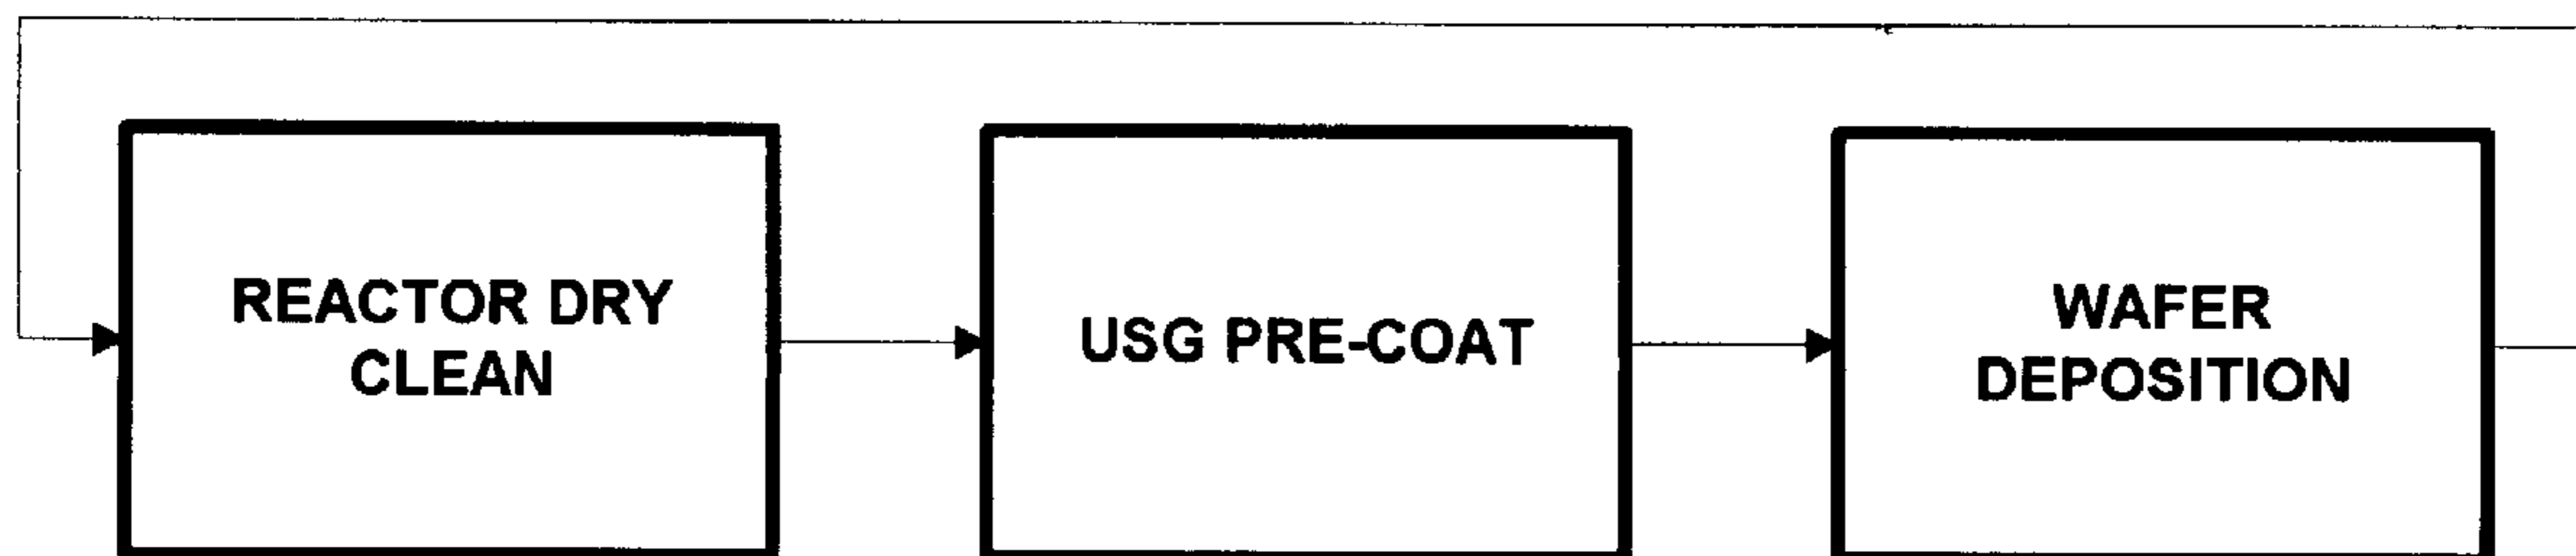 REACTOR DRY
CLEAN
USG PRE-COAT
WAFER
DEPOSITION